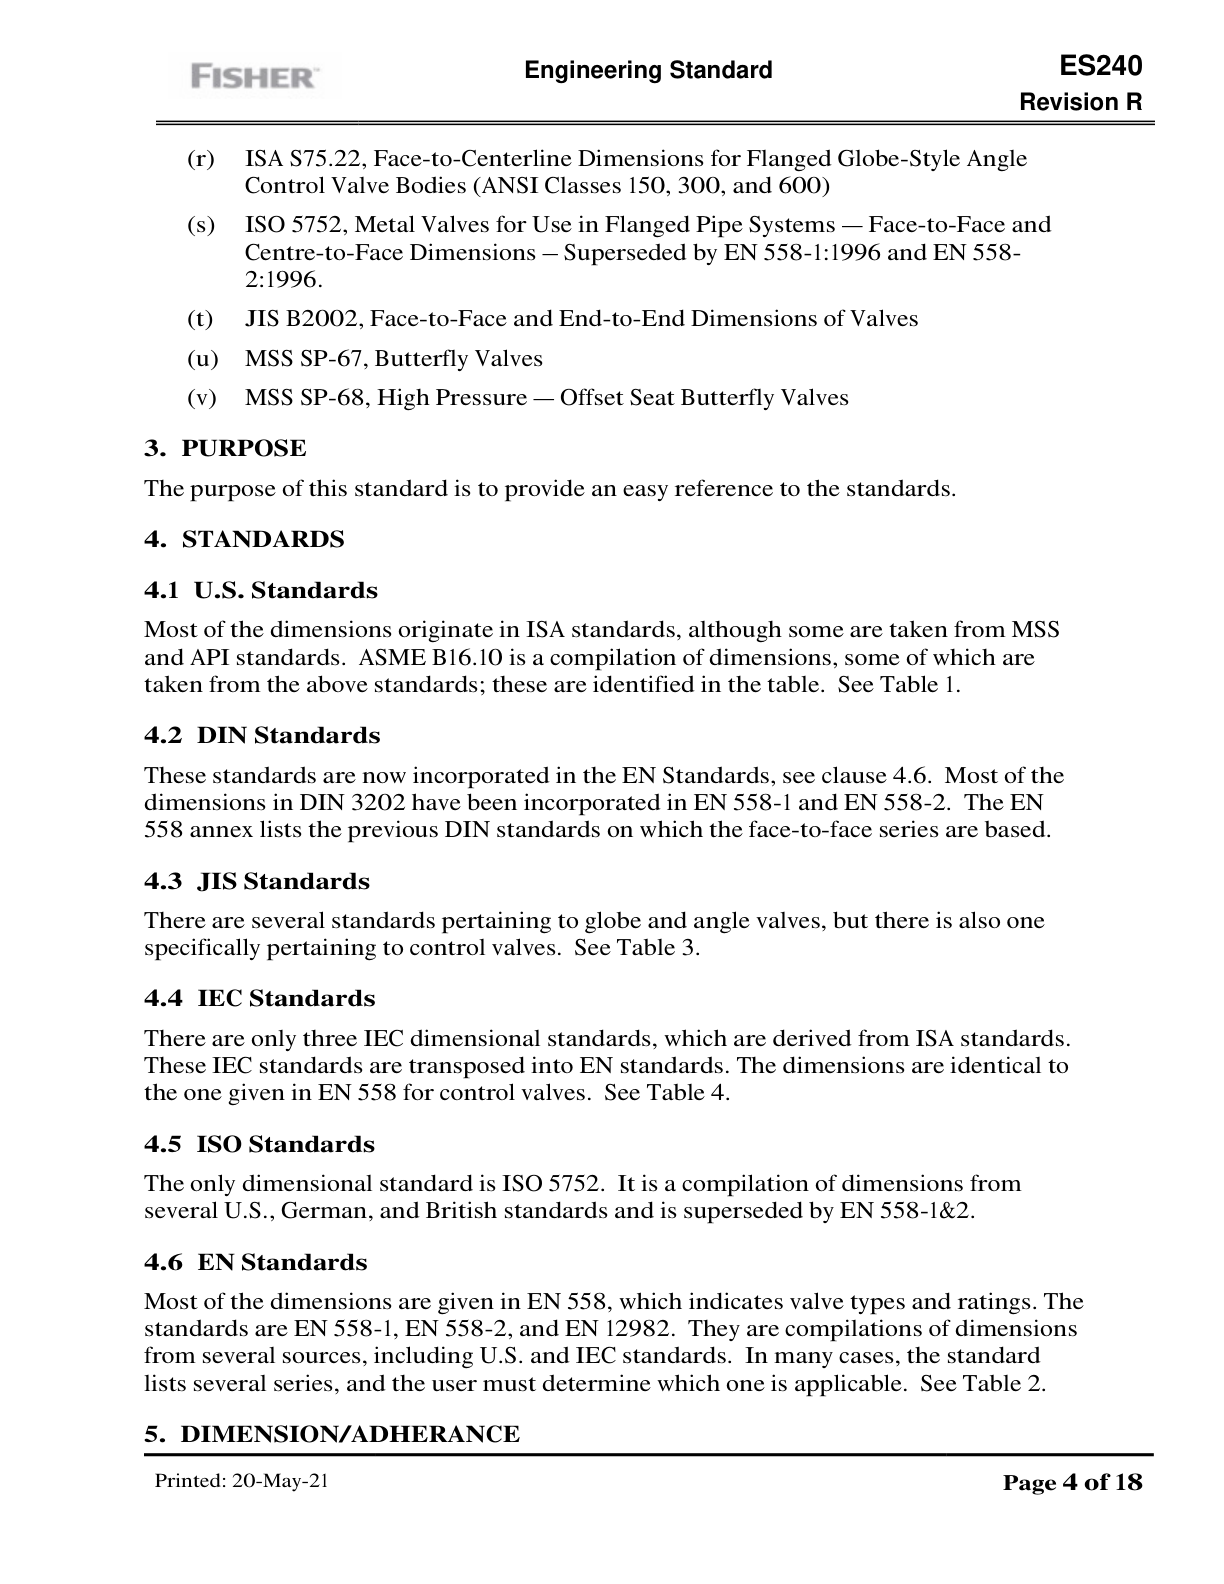 FISHER™
Engineering Standard
ES240
Revision R
(r) ISA S75.22, Face-to-Centerline Dimensions for Flanged Globe-Style Angle
Control Valve Bodies (ANSI Classes 150, 300, and 600)
(s) ISO 5752, Metal Valves for Use in Flanged Pipe Systems — Face-to-Face and
Centre-to-Face Dimensions – Superseded by EN 558-1:1996 and EN 558-
2:1996.
(t) JIS B2002, Face-to-Face and End-to-End Dimensions of Valves
(u) MSS SP-67, Butterfly Valves
(v) MSS SP-68, High Pressure — Offset Seat Butterfly Valves
3. PURPOSE
The purpose of this standard is to provide an easy reference to the standards.
4. STANDARDS
4.1 U.S. Standards
Most of the dimensions originate in ISA standards, although some are taken from MSS
and API standards. ASME B16.10 is a compilation of dimensions, some of which are
taken from the above standards; these are identified in the table. See Table 1.
4.2 DIN Standards
These standards are now incorporated in the EN Standards, see clause 4.6. Most of the
dimensions in DIN 3202 have been incorporated in EN 558-1 and EN 558-2. The EN
558 annex lists the previous DIN standards on which the face-to-face series are based.
4.3 JIS Standards
There are several standards pertaining to globe and angle valves, but there is also one
specifically pertaining to control valves. See Table 3.
4.4 IEC Standards
There are only three IEC dimensional standards, which are derived from ISA standards.
These IEC standards are transposed into EN standards. The dimensions are identical to
the one given in EN 558 for control valves. See Table 4.
4.5 ISO Standards
The only dimensional standard is ISO 5752. It is a compilation of dimensions from
several U.S., German, and British standards and is superseded by EN 558-1&2.
4.6 EN Standards
Most of the dimensions are given in EN 558, which indicates valve types and ratings. The
standards are EN 558-1, EN 558-2, and EN 12982. They are compilations of dimensions
from several sources, including U.S. and IEC standards. In many cases, the standard
lists several series, and the user must determine which one is applicable. See Table 2.
5. DIMENSION/ADHERANCE
Printed: 20-May-21
Page 4 of 18